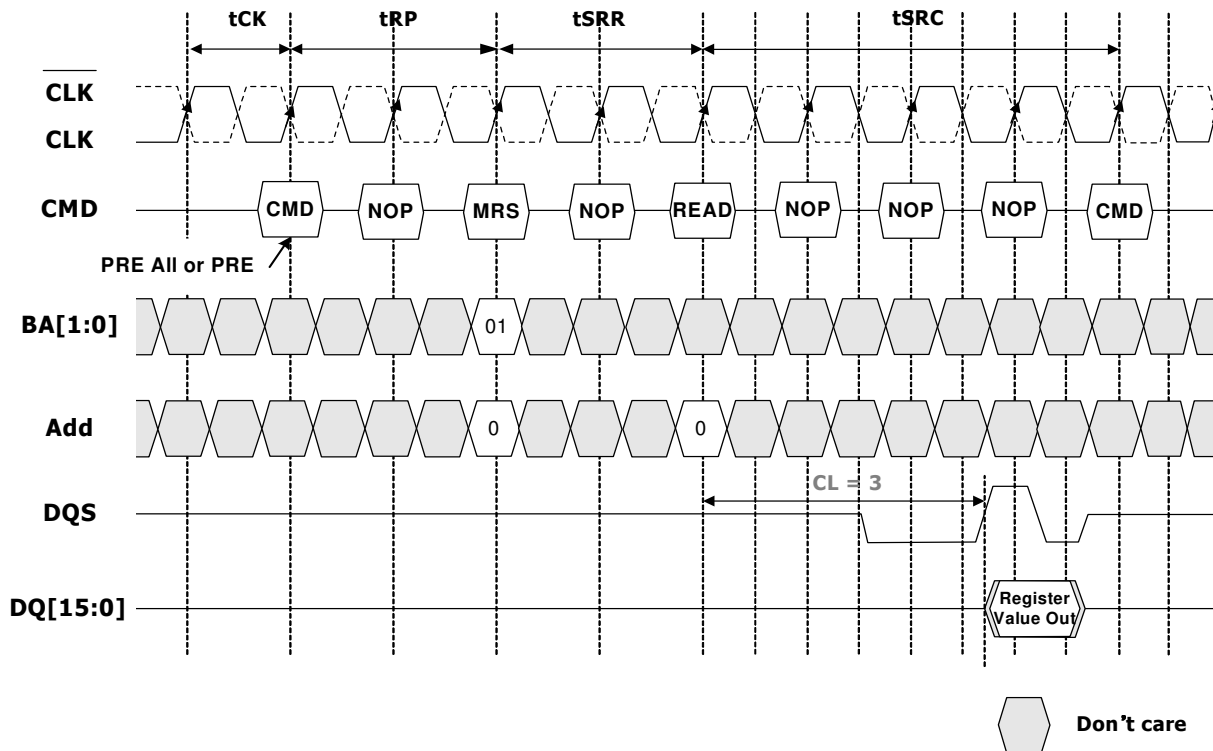 tCK tRP tSRR tSRC
CLK
CLK
CMD CMD NOP MRS NOP READ NOP NOP NOP CMD
PRE All or PRE
BA[1:0] 01
Add 0 0
CL = 3
DQS
DQ[15:0] Register
Value Out
Don't care